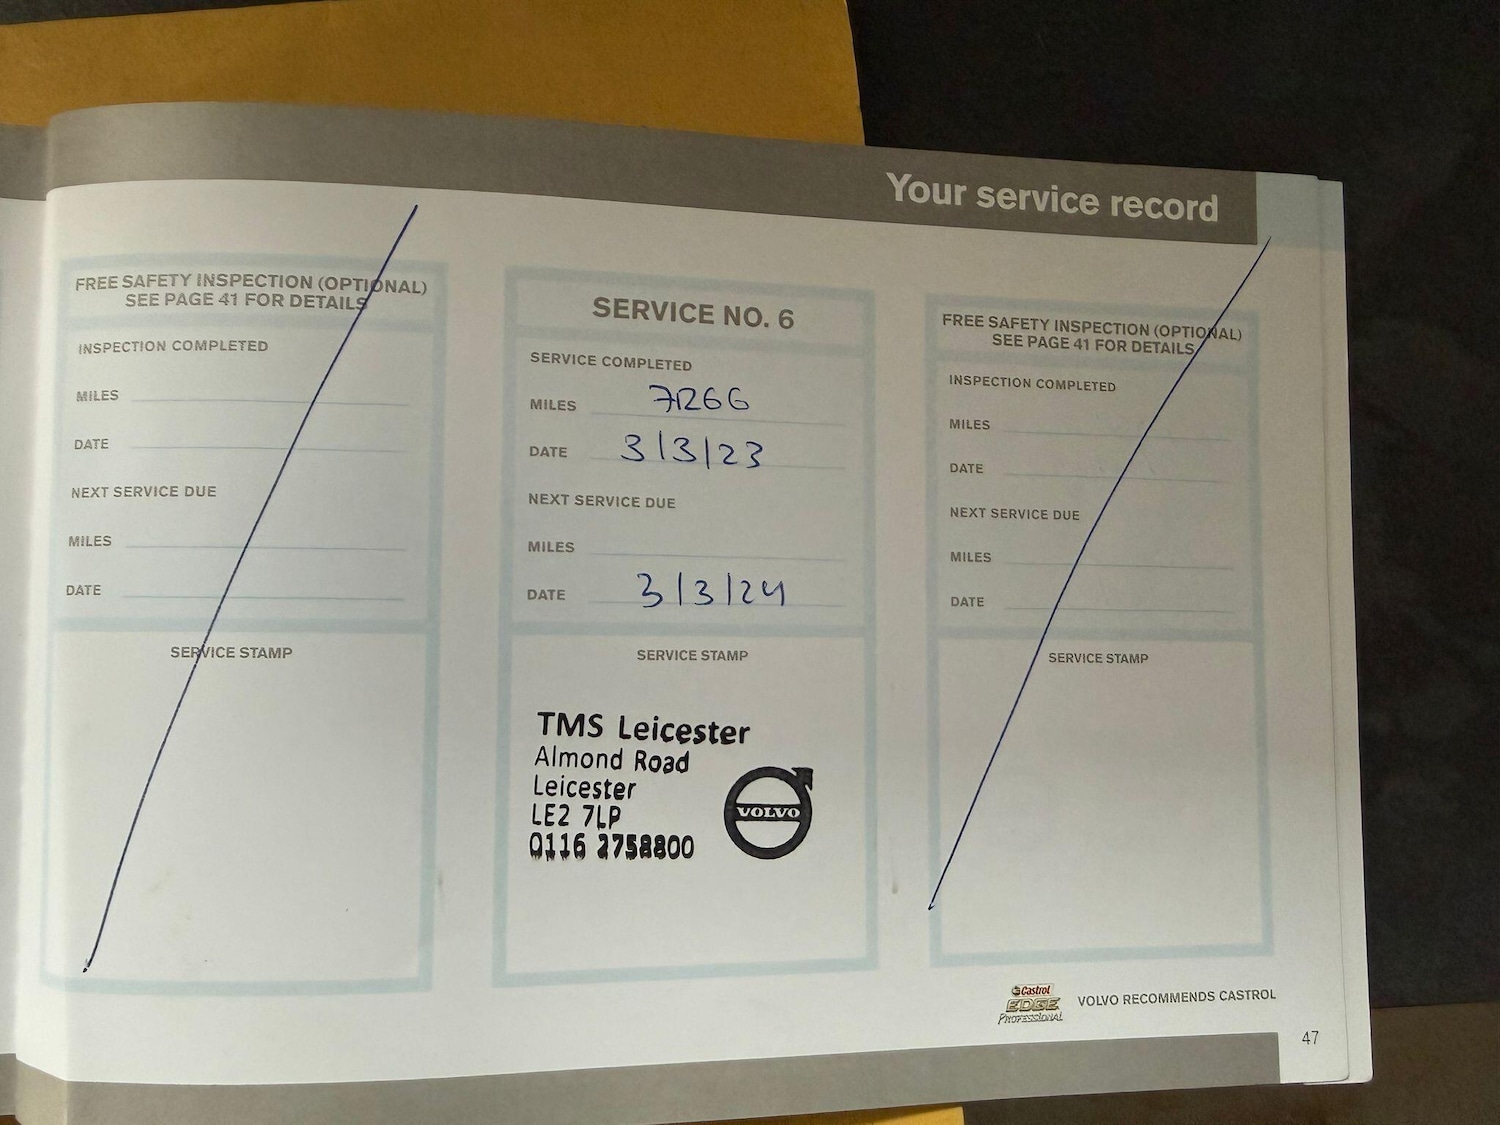 Your service record
FREE SAFETY INSPECTION (OPTIONAL)
SEE PAGE 41 FOR DETAILS
INSPECTION COMPLETED
MILES
DATE
NEXT SERVICE DUE
MILES
DATE
SERVICE STAMP
SERVICE NO. 6
SERVICE COMPLETED
MILES
DATE 3/3/23
NEXT SERVICE DUE
MILES
DATE 3/3/24
SERVICE STAMP
TMS Leicester
Almond Road
Leicester
LE2 7LP
0116 2758800
VOLVO
FREE SAFETY INSPECTION (OPTIONAL)
SEE PAGE 41 FOR DETAILS
INSPECTION COMPLETED
MILES
DATE
NEXT SERVICE DUE
MILES
DATE
SERVICE STAMP
Castrol
EDGE
PROFESSIONAL
VOLVO RECOMMENDS CASTROL
47